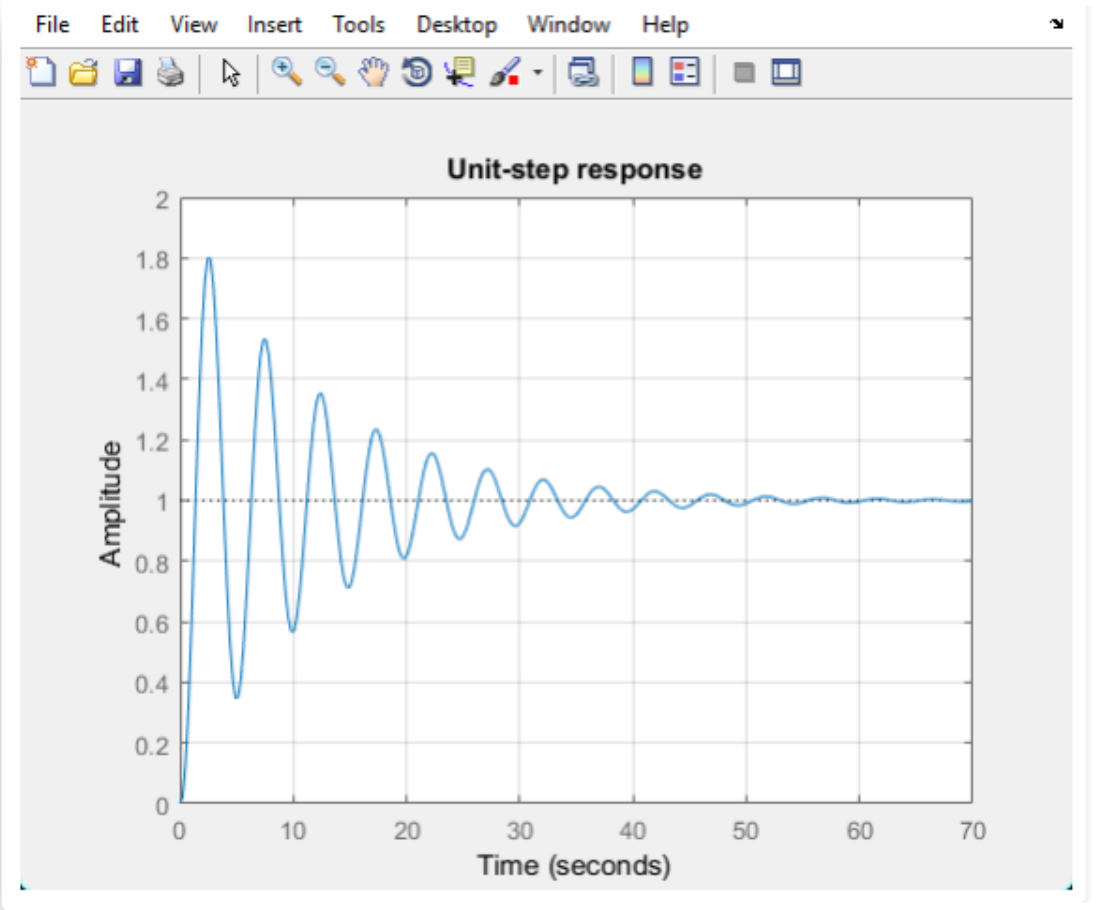 File Edit View Insert Tools Desktop Window Help
Unit-step response
2
1.8
1.6
1.4
1.2
1
0.8
0.6
0.4
0.2
0
Amplitude
0 10 20 30 40 50 60 70
Time (seconds)